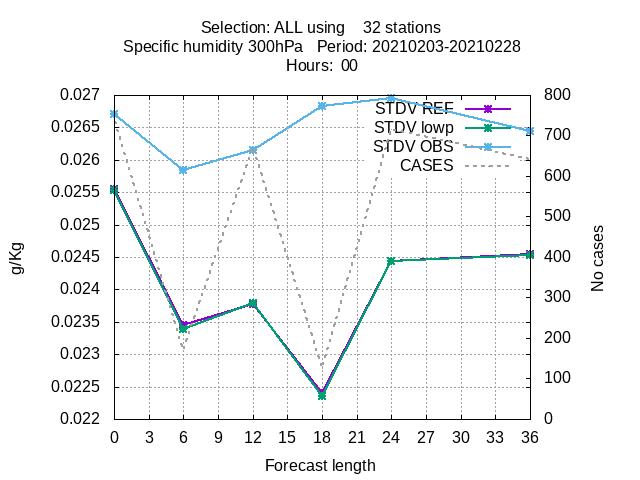 Selection: ALL using    32 stations
Specific humidity 300hPa   Period: 20210203-20210228
Hours:  00
0.027
0.0265
0.026
0.0255
0.025
0.0245
0.024
0.0235
0.023
0.0225
0.022
g/Kg
STDV REF
STDV lowp
STDV OBS
CASES
800
700
600
500
400
300
200
100
0
No cases
0 3 6 9 12 15 18 21 24 27 30 33 36
Forecast length